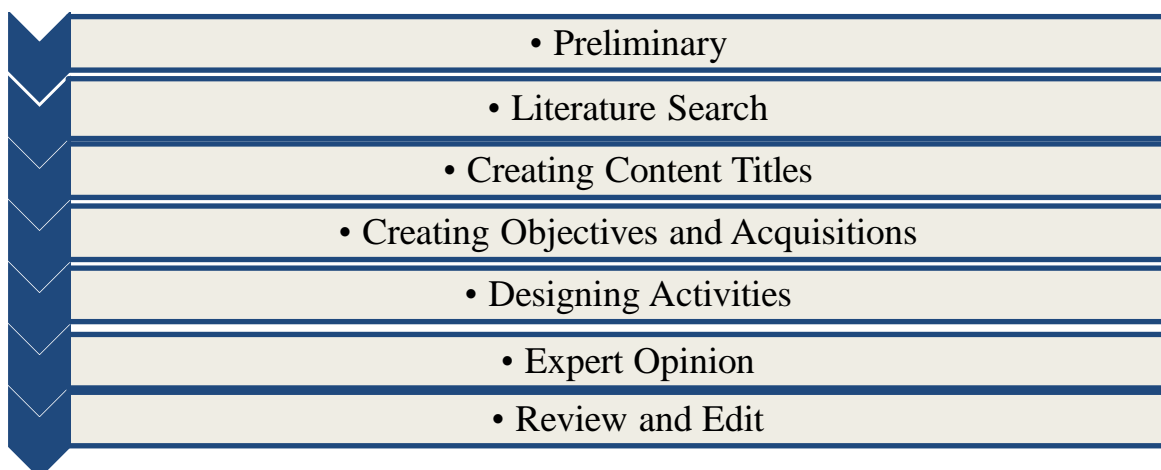 • Preliminary
• Literature Search
• Creating Content Titles
• Creating Objectives and Acquisitions
• Designing Activities
• Expert Opinion
• Review and Edit